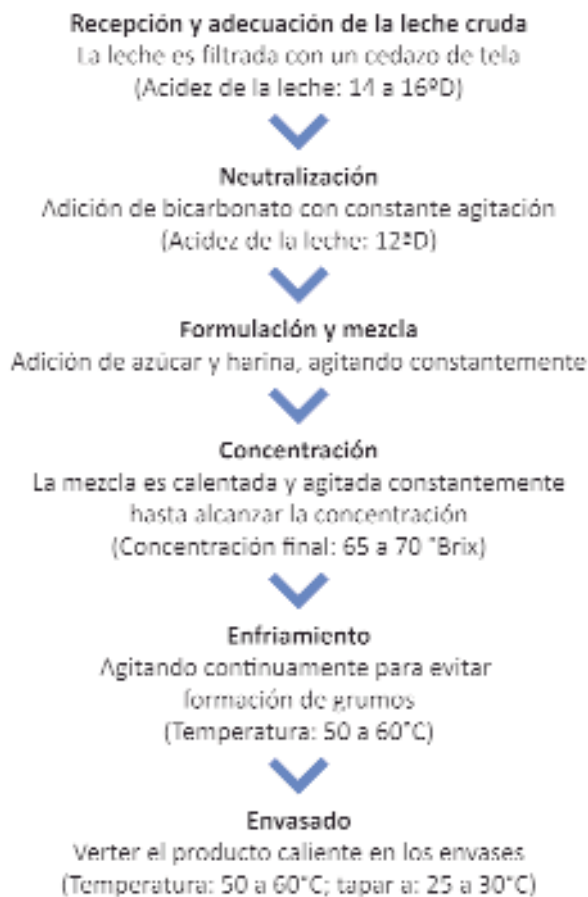 Recepción y adecuación de la leche cruda
La leche es filtrada con un cedazo de tela
(Acidez de la leche: 14 a 16ºD)
Neutralización
Adición de bicarbonato con constante agitación
(Acidez de la leche: 12ºD)
Formulación y mezcla
Adición de azúcar y harina, agitando constantemente
Concentración
La mezcla es calentada y agitada constantemente
hasta alcanzar la concentración
(Concentración final: 65 a 70 °Brix)
Enfriamiento
Agitando continuamente para evitar
formación de grumos
(Temperatura: 50 a 60°C)
Envasado
Verter el producto caliente en los envases
(Temperatura: 50 a 60°C; tapar a: 25 a 30°C)